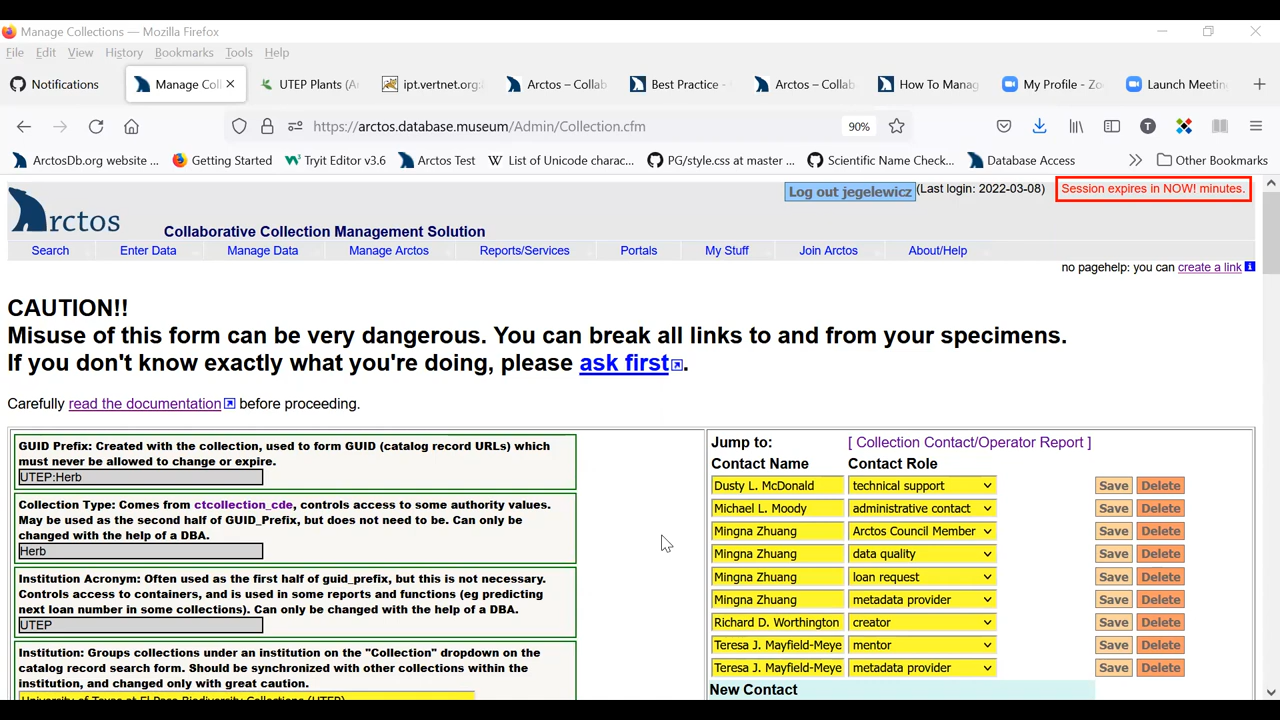 Manage Collections — Mozilla Firefox
File Edit View History Bookmarks Tools Help
Notifications Manage Coll UTEP Plants (Ar ipt.vertnet.org: Arctos – Collab Best Practice - Arctos – Collab How To Manag My Profile - Zo Launch Meetin
https://arctos.database.museum/Admin/Collection.cfm 90%
ArctosDb.org website ... Getting Started Tryit Editor v3.6 Arctos Test List of Unicode charac... PG/style.css at master ... Scientific Name Check... Database Access Other Bookmarks
Log out jegelewicz (Last login: 2022-03-08) Session expires in NOW! minutes.
Arctos
Collaborative Collection Management Solution
Search Enter Data Manage Data Manage Arctos Reports/Services Portals My Stuff Join Arctos About/Help
no pagehelp: you can create a link
CAUTION!!
Misuse of this form can be very dangerous. You can break all links to and from your specimens.
If you don't know exactly what you're doing, please ask first.
Carefully read the documentation before proceeding.
GUID Prefix: Created with the collection, used to form GUID (catalog record URLs) which
must never be allowed to change or expire.
UTEP:Herb
Collection Type: Comes from ctcollection_cde, controls access to some authority values.
May be used as the second half of GUID_Prefix, but does not need to be. Can only be
changed with the help of a DBA.
Herb
Institution Acronym: Often used as the first half of guid_prefix, but this is not necessary.
Controls access to containers, and is used in some reports and functions (eg predicting
next loan number in some collections). Can only be changed with the help of a DBA.
UTEP
Institution: Groups collections under an institution on the "Collection" dropdown on the
catalog record search form. Should be synchronized with other collections within the
institution, and changed only with great caution.
University of Texas at El Paso Biodiversity Collections (UTEP)
Jump to: [ Collection Contact/Operator Report ]
Contact Name Contact Role
Dusty L. McDonald technical support Save Delete
Michael L. Moody administrative contact Save Delete
Mingna Zhuang Arctos Council Member Save Delete
Mingna Zhuang data quality Save Delete
Mingna Zhuang loan request Save Delete
Mingna Zhuang metadata provider Save Delete
Richard D. Worthington creator Save Delete
Teresa J. Mayfield-Meye mentor Save Delete
Teresa J. Mayfield-Meye metadata provider Save Delete
New Contact